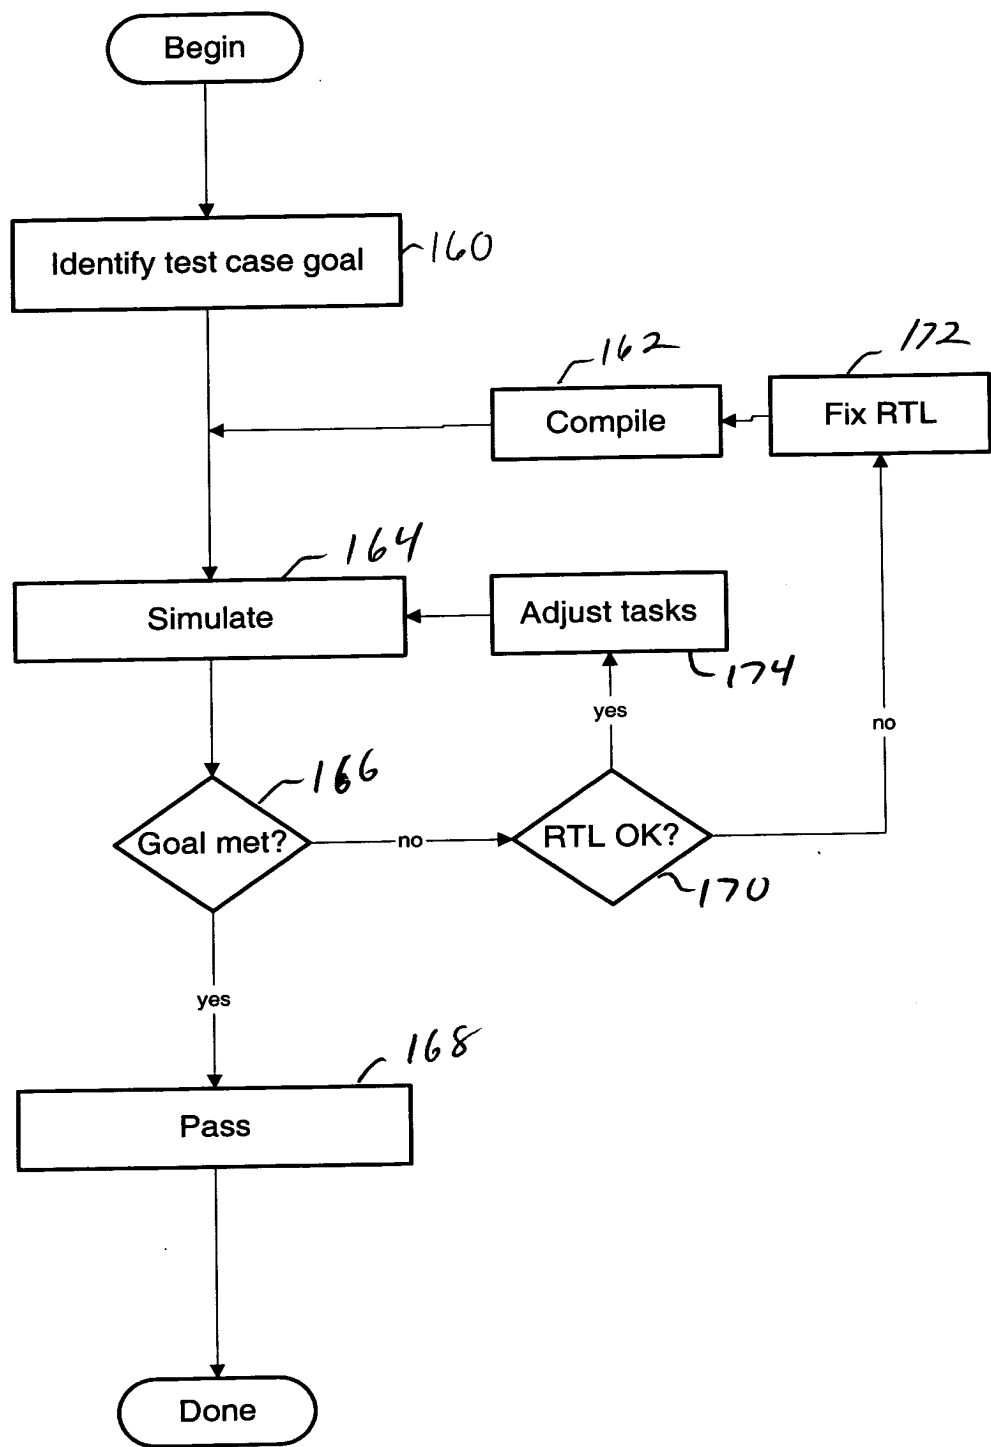 Begin
Identify test case goal
160
162
172
Compile
Fix RTL
164
Simulate
Adjust tasks
174
yes
no
166
Goal met?
no
RTL OK?
170
yes
168
Pass
Done